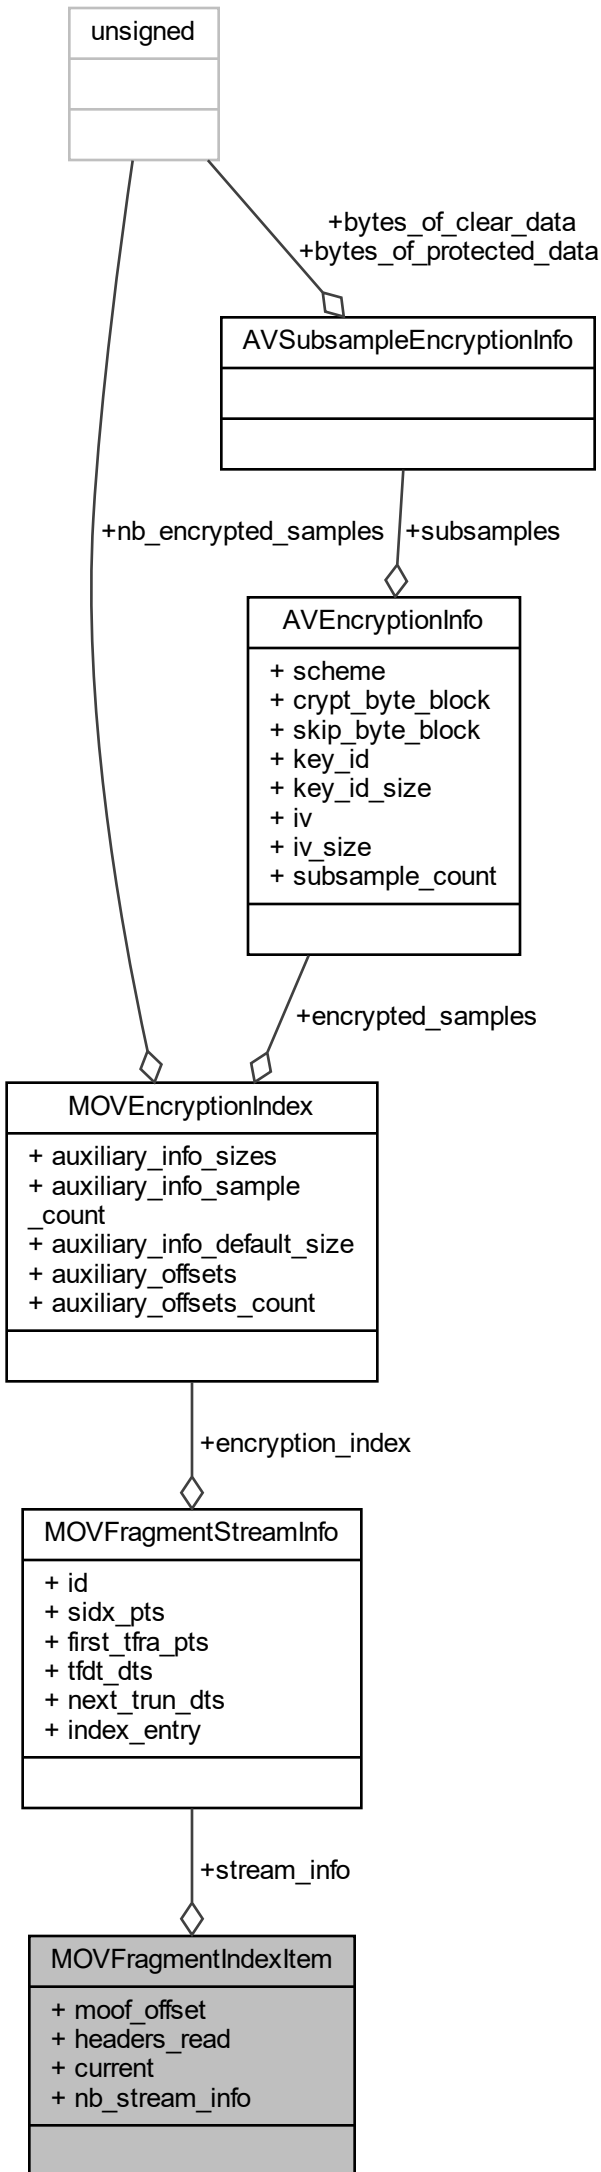 unsigned
+bytes_of_clear_data
+bytes_of_protected_data
AVSubsampleEncryptionInfo
+nb_encrypted_samples
+subsamples
AVEncryptionInfo
+ scheme
+ crypt_byte_block
+ skip_byte_block
+ key_id
+ key_id_size
+ iv
+ iv_size
+ subsample_count
+encrypted_samples
MOVEncryptionIndex
+ auxiliary_info_sizes
+ auxiliary_info_sample
_count
+ auxiliary_info_default_size
+ auxiliary_offsets
+ auxiliary_offsets_count
+encryption_index
MOVFragmentStreamInfo
+ id
+ sidx_pts
+ first_tfra_pts
+ tfdt_dts
+ next_trun_dts
+ index_entry
+stream_info
MOVFragmentIndexItem
+ moof_offset
+ headers_read
+ current
+ nb_stream_info